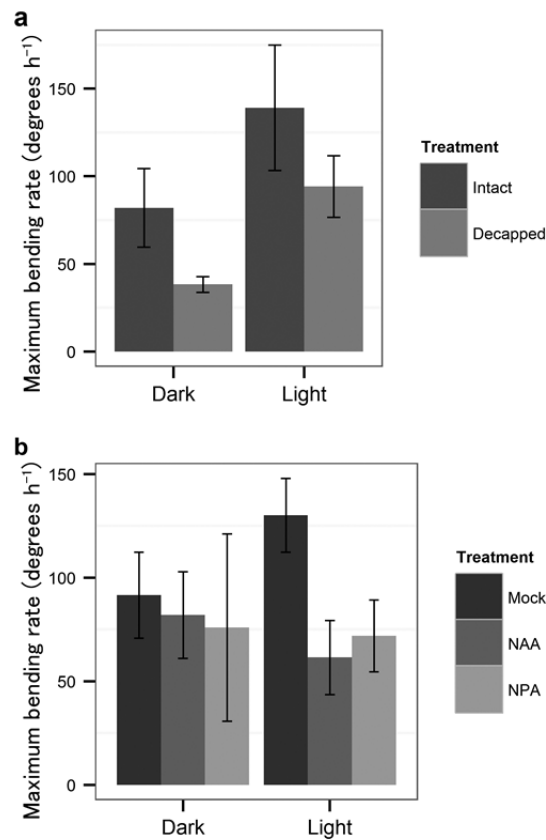 a
Maximum bending rate (degrees h⁻¹)
150
100
50
0
Dark
Light
Treatment
Intact
Decapped
b
Maximum bending rate (degrees h⁻¹)
150
100
50
0
Dark
Light
Treatment
Mock
NAA
NPA